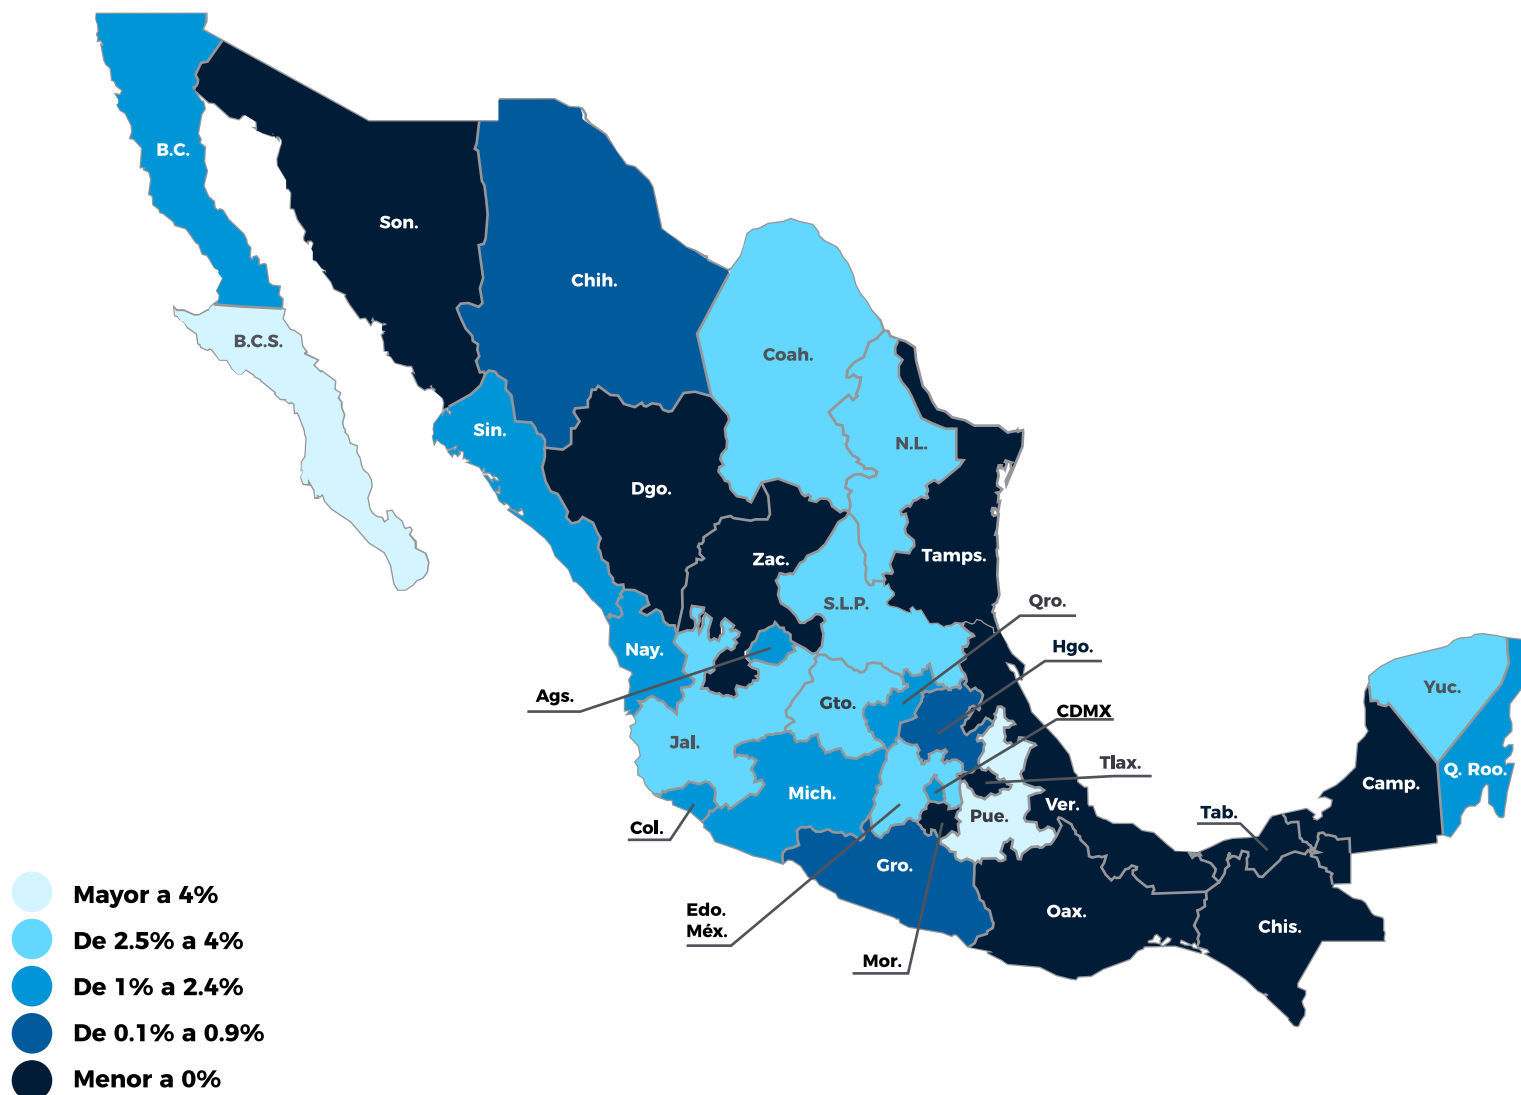 B.C.
Son.
Chih.
B.C.S.
Coah.
Sin.
N.L.
Dgo.
Tamps.
Zac.
S.L.P.
Qro.
Nay.
Hgo.
Ags.
Gto.
CDMX
Yuc.
Jal.
Tlax.
Q. Roo.
Camp.
Mich.
Ver.
Pue.
Tab.
Col.
Gro.
Edo.
Méx.
Oax.
Chis.
Mor.
Mayor a 4%
De 2.5% a 4%
De 1% a 2.4%
De 0.1% a 0.9%
Menor a 0%